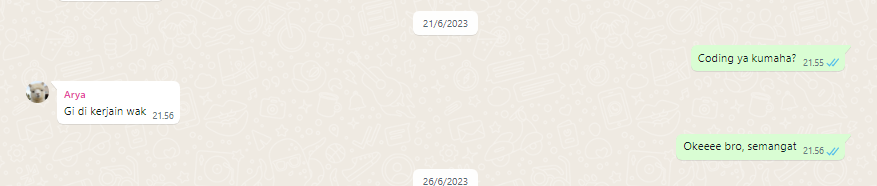 21/6/2023
Coding ya kumaha?
21.55
Arya
Gi di kerjain wak
21.56
Okeeee bro, semangat
21.56
26/6/2023